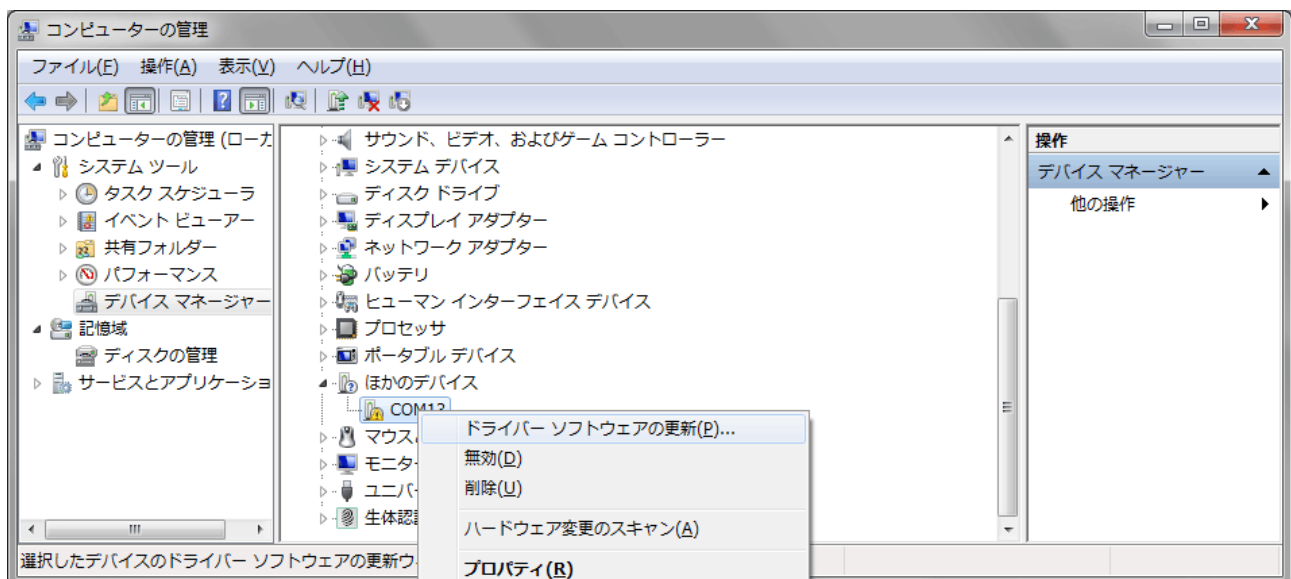 コンピューターの管理
ファイル(F) 操作(A) 表示(V) ヘルプ(H)
コンピューターの管理 (ローカ
システム ツール
タスク スケジューラ
イベント ビューアー
共有フォルダー
パフォーマンス
デバイス マネージャー
記憶域
ディスクの管理
サービスとアプリケーショ
サウンド、ビデオ、およびゲーム コントローラー
システム デバイス
ディスク ドライブ
ディスプレイ アダプター
ネットワーク アダプター
バッテリ
ヒューマン インターフェイス デバイス
プロセッサ
ポータブル デバイス
ほかのデバイス
COM13
マウス
モニター
ユニバー
生体認証
ドライバー ソフトウェアの更新(P)...
無効(D)
削除(U)
ハードウェア変更のスキャン(A)
プロパティ(R)
操作
デバイス マネージャー
他の操作
選択したデバイスのドライバー ソフトウェアの更新ウ